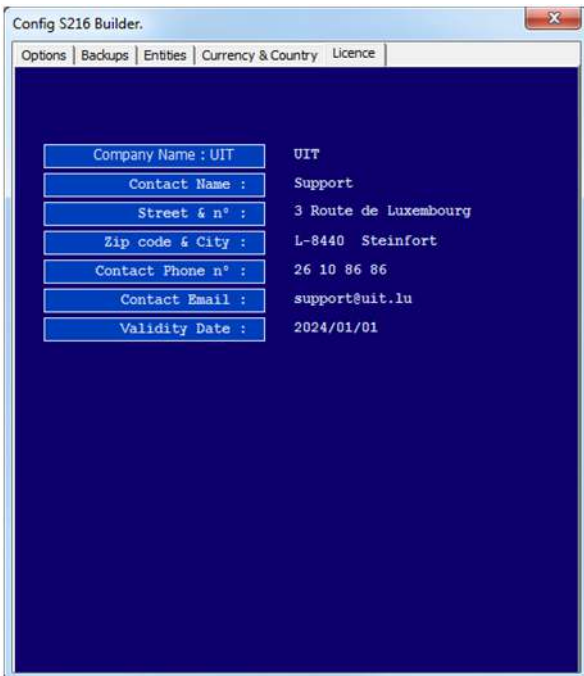 Config S216 Builder.
Options Backups Entities Currency & Country Licence
Company Name : UIT UIT
Contact Name : Support
Street & n° : 3 Route de Luxembourg
Zip code & City : L-8440 Steinfort
Contact Phone n° : 26 10 86 86
Contact Email : support@uit.lu
Validity Date : 2024/01/01